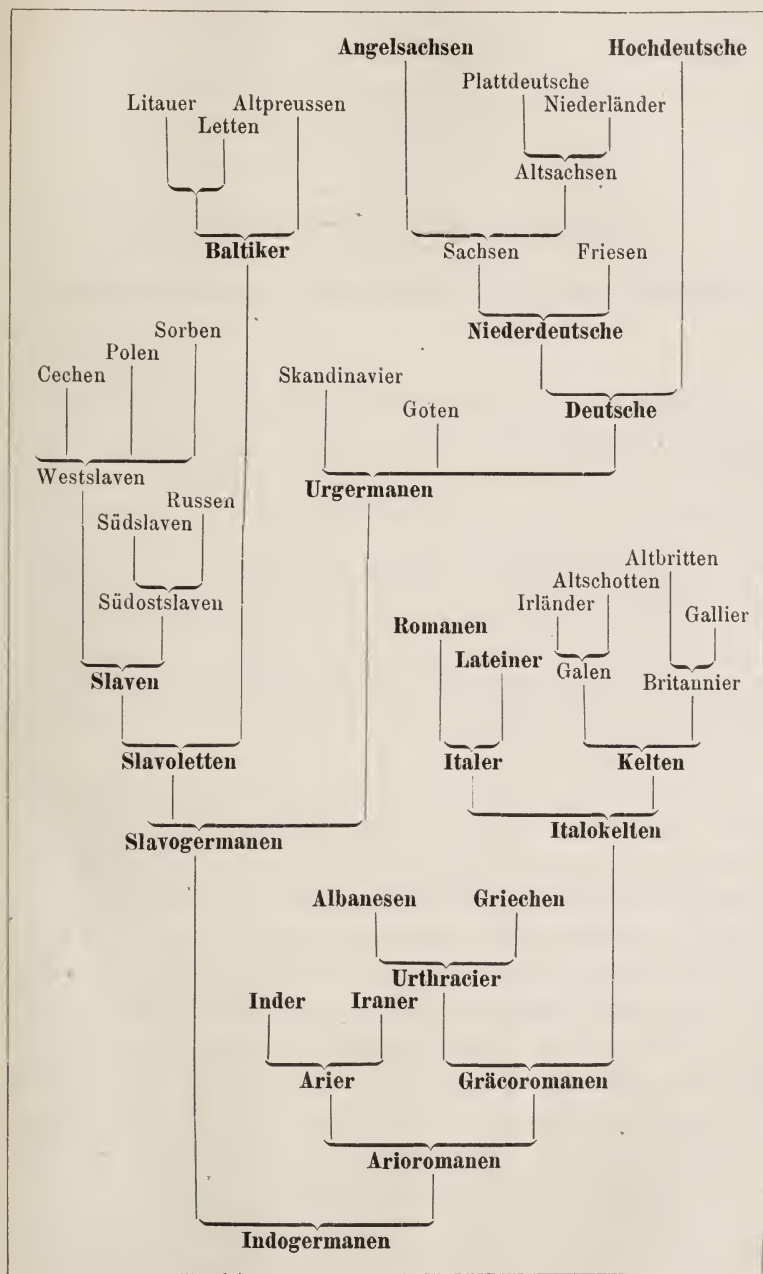 Angelsachsen Hochdeutsche
Plattdeutsche
Litauer Altpreussen Niederländer
Letten
Altsachsen
Baltiker Sachsen Friesen
Sorben Niederdeutsche
Polen
Cechen Skandinavier
Goten Deutsche
Westslaven
Urgermanen
Russen
Südslaven
Altbritten
Altschotten
Südostslaven Irländer
Romanen Gallier
Lateiner
Slaven Galen Britannier
Slavoletten Italer Kelten
Slavogermanen Italokelten
Albanesen Griechen
Urthracier
Inder Iraner
Arier Gräcoromanen
Arioromanen
Indogermanen